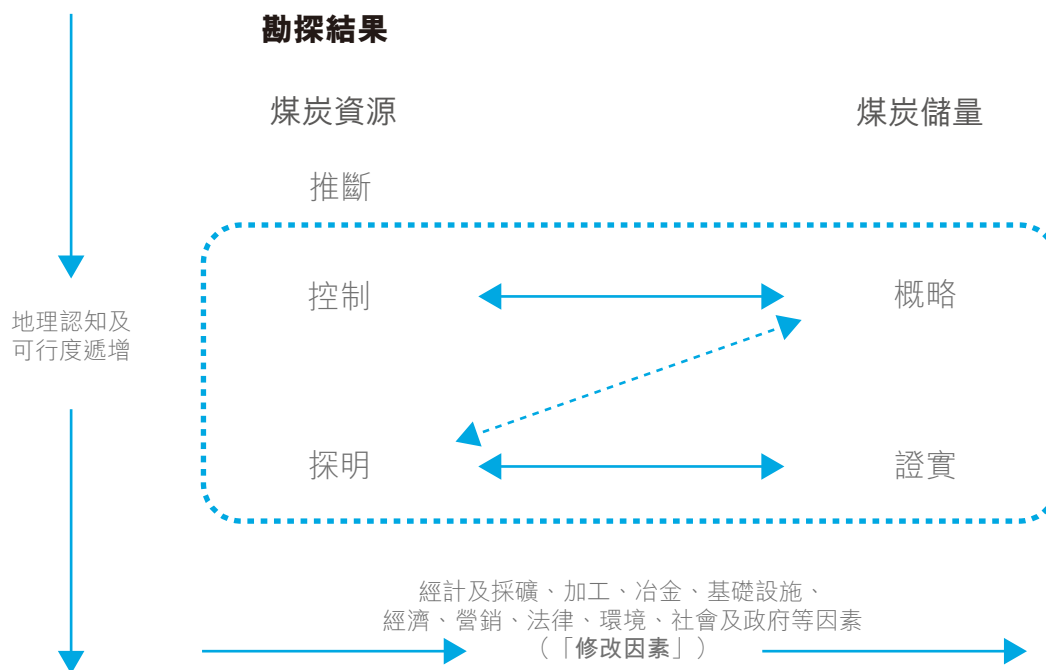 勘探結果
煤炭資源
煤炭儲量
推斷
控制
概略
地理認知及
可行度遞增
探明
證實
經計及採礦、加工、冶金、基礎設施、
經濟、營銷、法律、環境、社會及政府等因素
（「修改因素」）